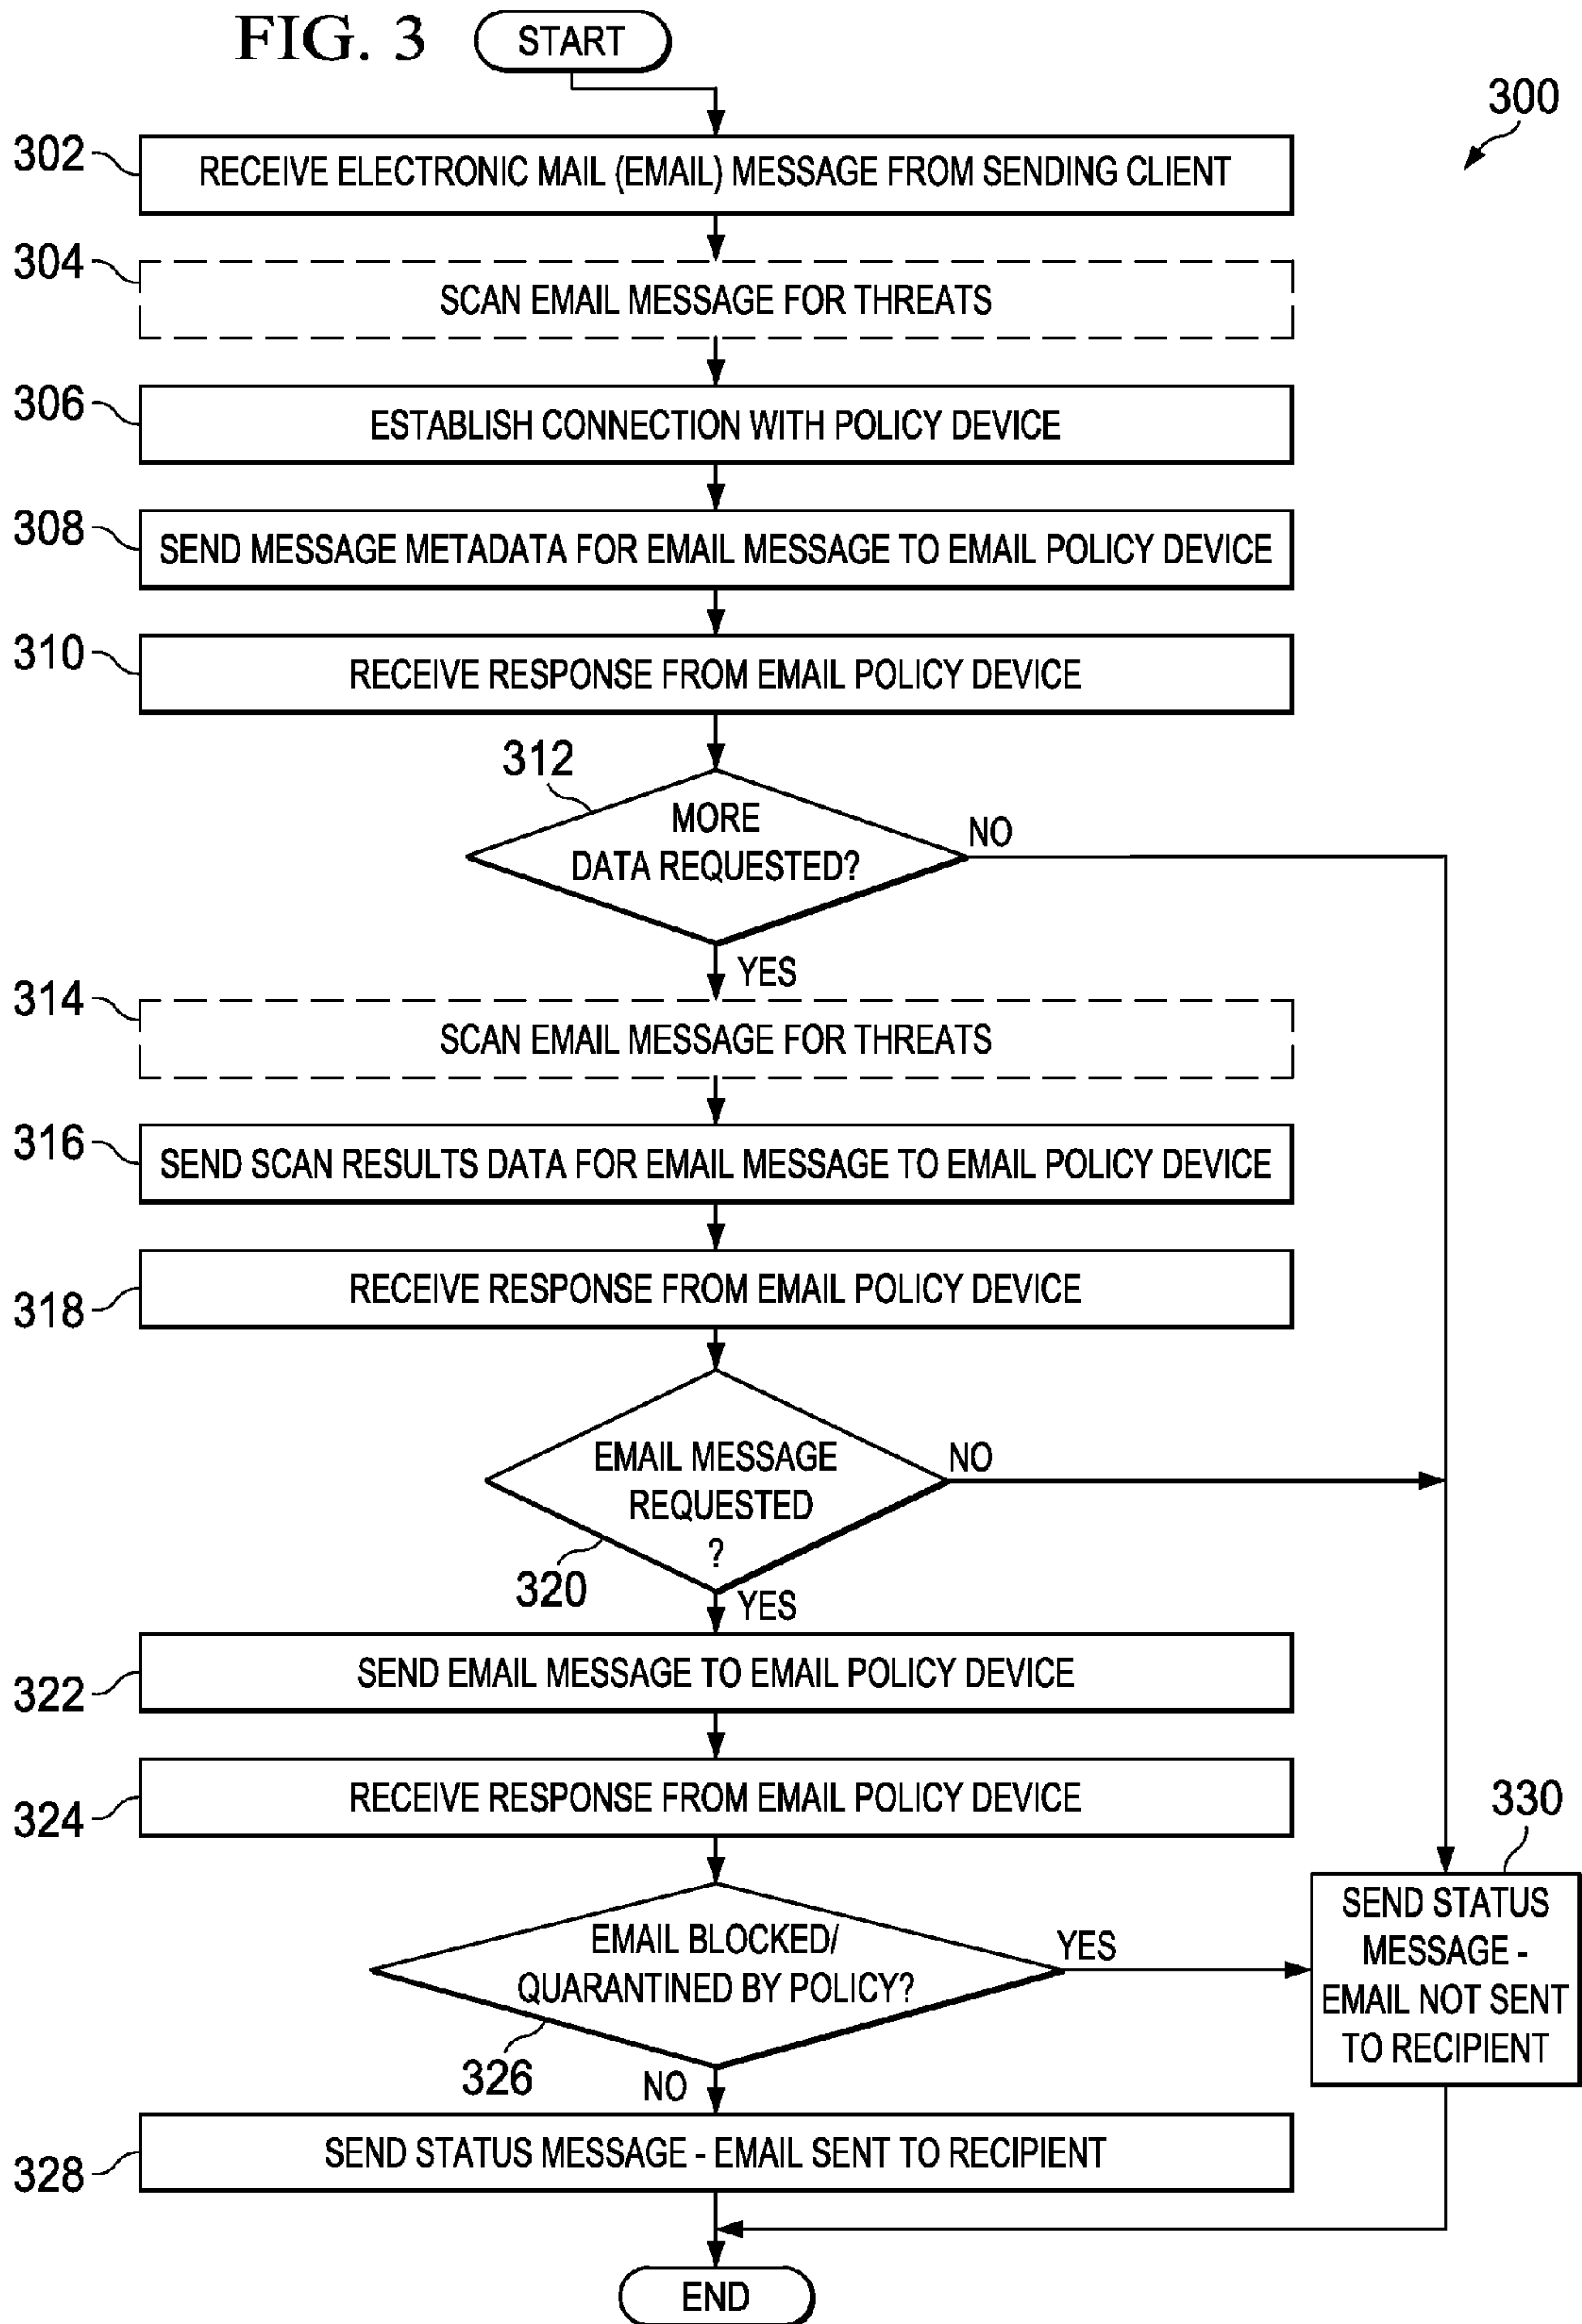 FIG. 3
START
300
302
RECEIVE ELECTRONIC MAIL (EMAIL) MESSAGE FROM SENDING CLIENT
304
SCAN EMAIL MESSAGE FOR THREATS
306
ESTABLISH CONNECTION WITH POLICY DEVICE
308
SEND MESSAGE METADATA FOR EMAIL MESSAGE TO EMAIL POLICY DEVICE
310
RECEIVE RESPONSE FROM EMAIL POLICY DEVICE
312
MORE
DATA REQUESTED?
NO
YES
314
SCAN EMAIL MESSAGE FOR THREATS
316
SEND SCAN RESULTS DATA FOR EMAIL MESSAGE TO EMAIL POLICY DEVICE
318
RECEIVE RESPONSE FROM EMAIL POLICY DEVICE
EMAIL MESSAGE
REQUESTED
?
NO
320
YES
322
SEND EMAIL MESSAGE TO EMAIL POLICY DEVICE
324
RECEIVE RESPONSE FROM EMAIL POLICY DEVICE
330
SEND STATUS
MESSAGE -
EMAIL NOT SENT
TO RECIPIENT
EMAIL BLOCKED/
QUARANTINED BY POLICY?
YES
326
NO
328
SEND STATUS MESSAGE - EMAIL SENT TO RECIPIENT
END